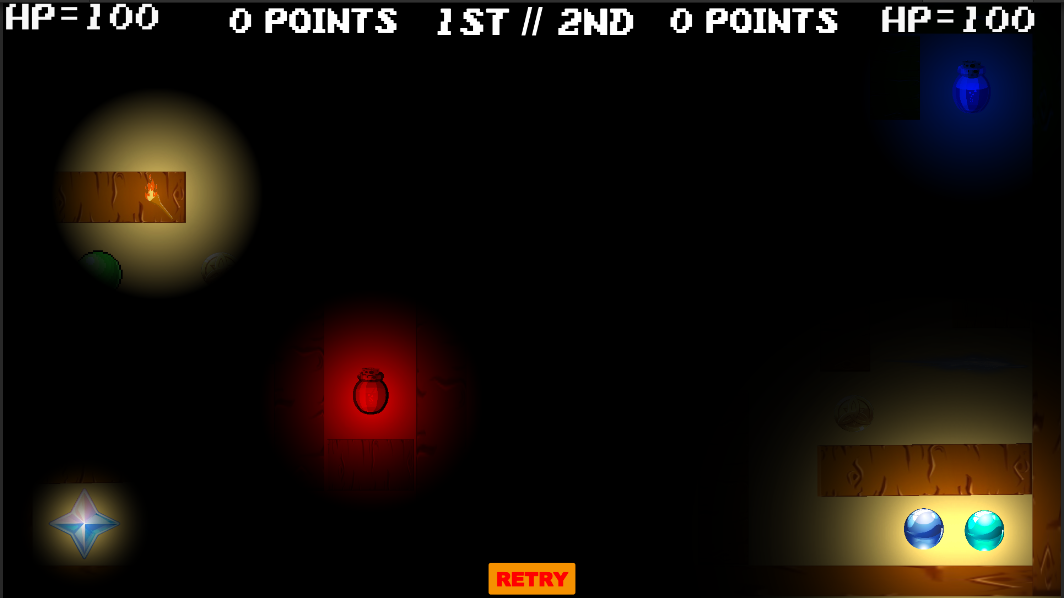 HP=100 0 POINTS 1ST // 2ND 0 POINTS HP=100
RETRY